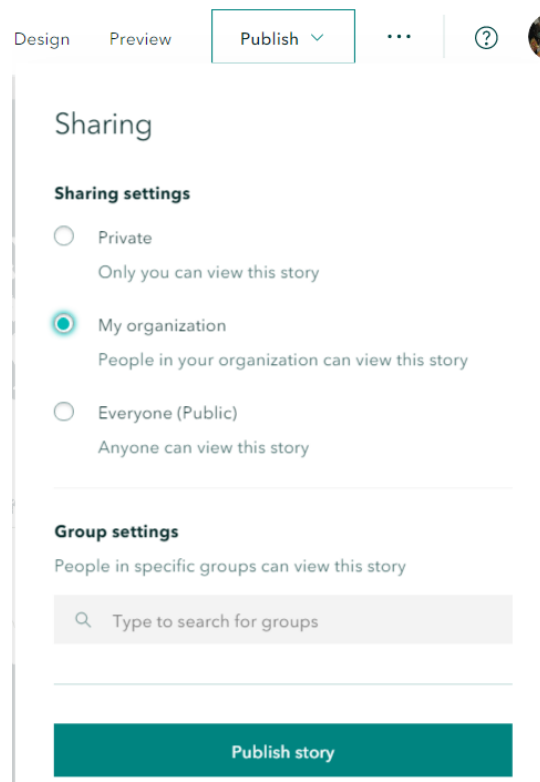 Design Preview Publish ... ?
Sharing
Sharing settings
Private
Only you can view this story
My organization
People in your organization can view this story
Everyone (Public)
Anyone can view this story
Group settings
People in specific groups can view this story
Type to search for groups
Publish story